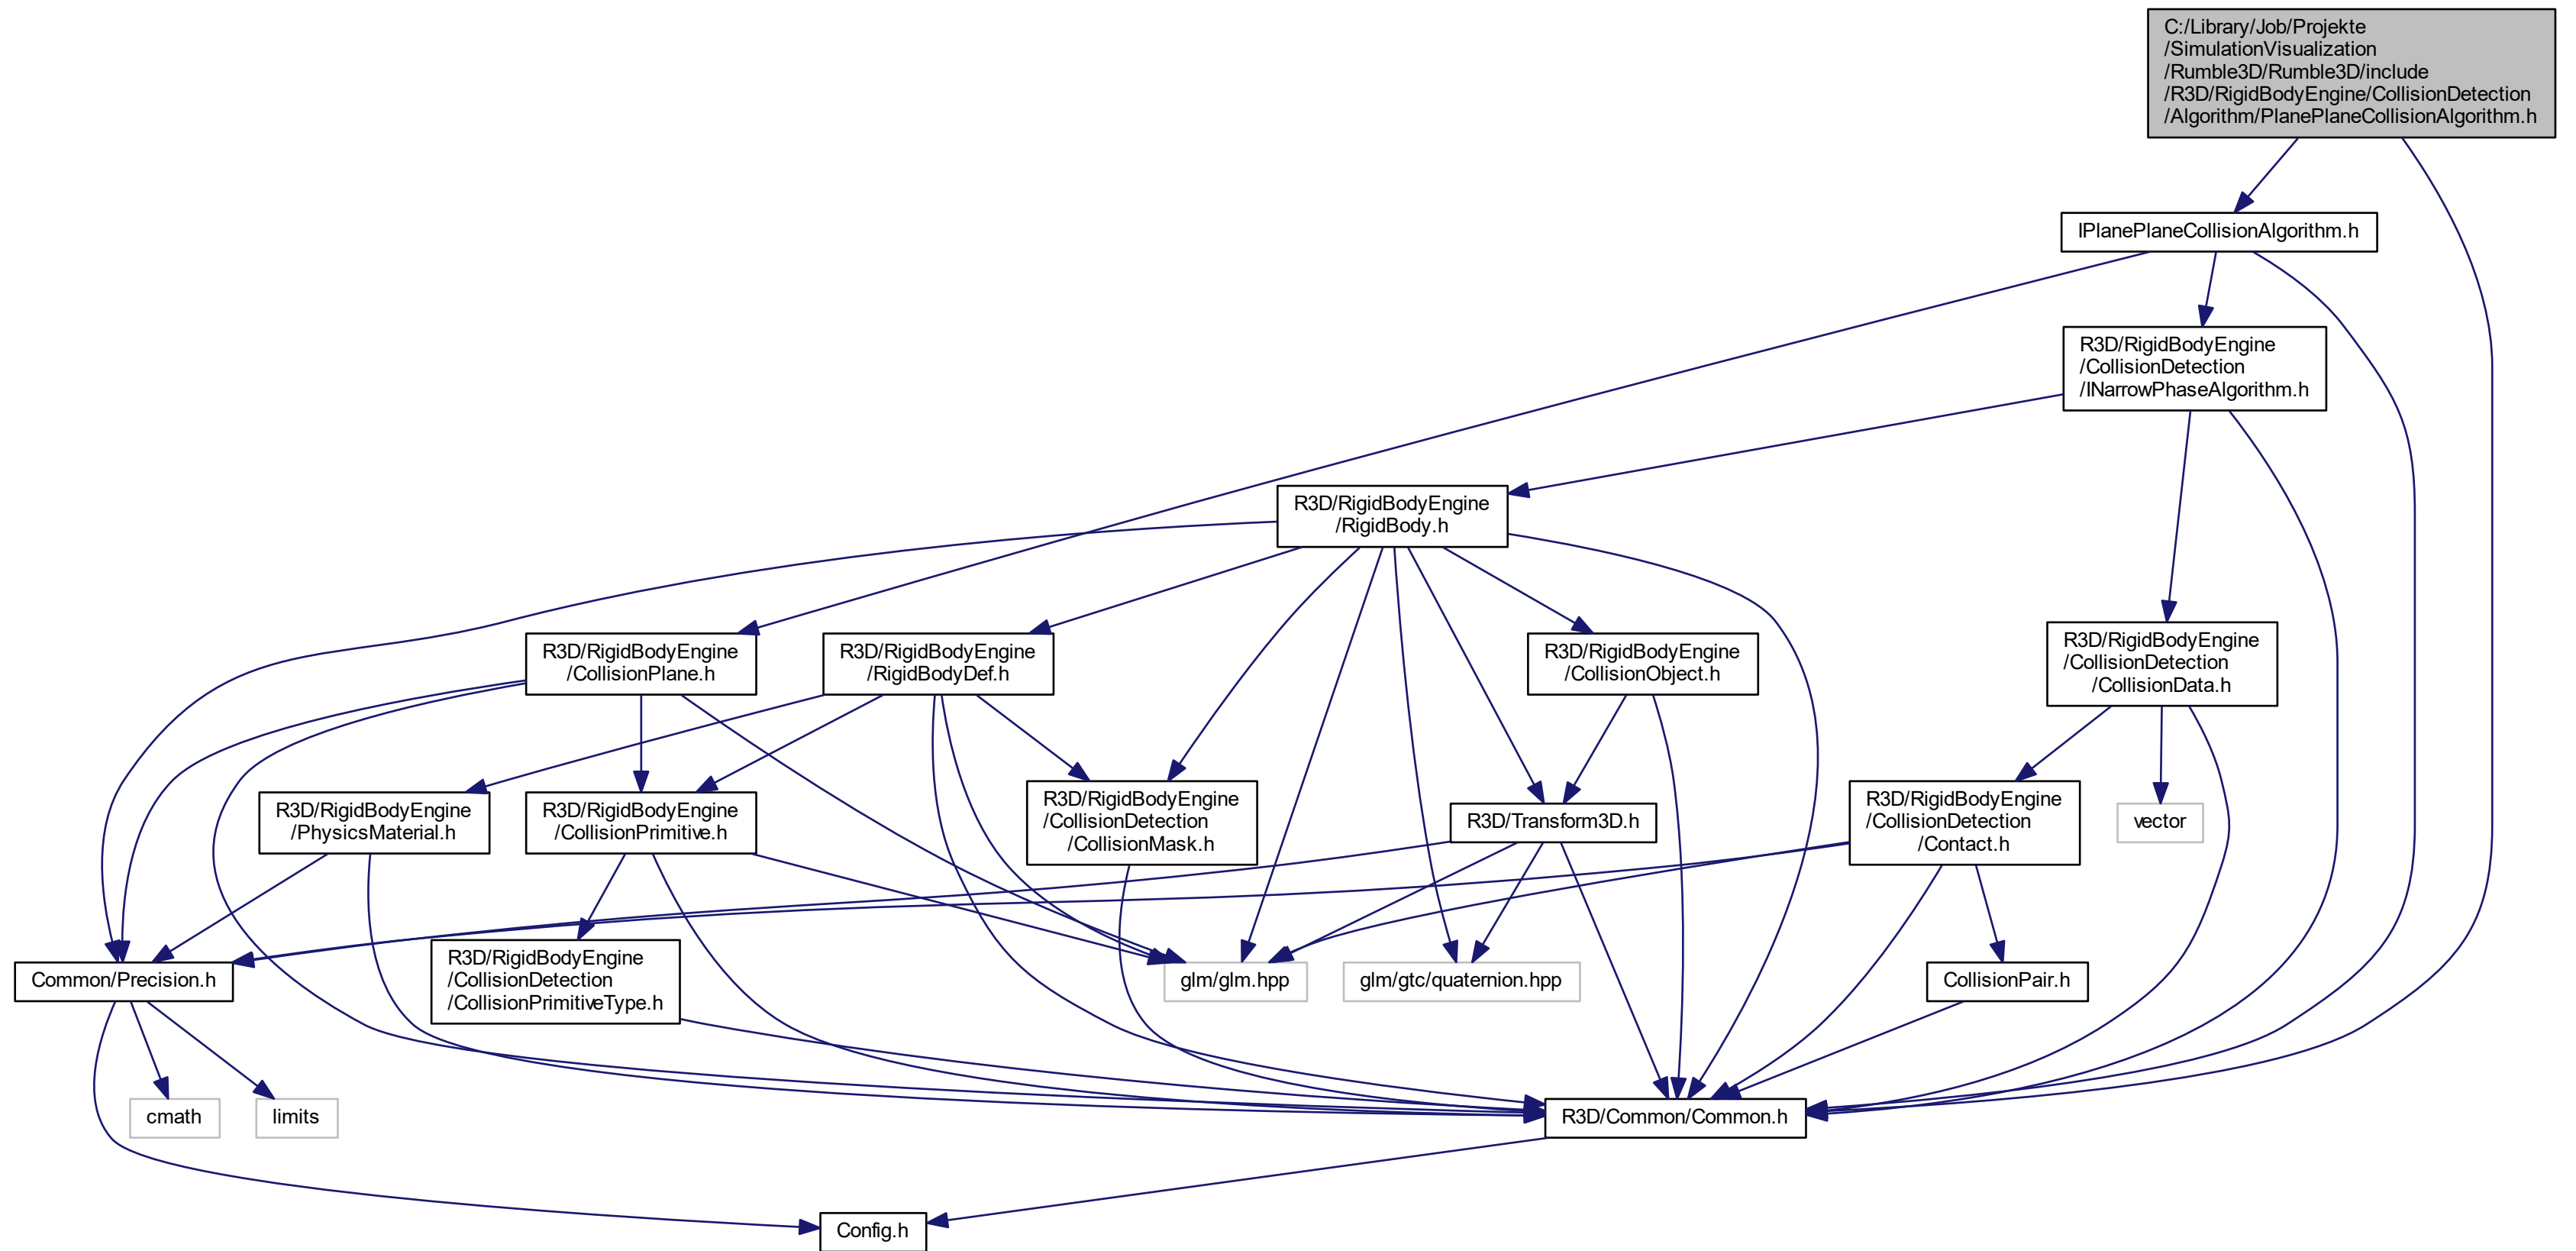 C:/Library/Job/Projekte
/SimulationVisualization
/Rumble3D/Rumble3D/include
/R3D/RigidBodyEngine/CollisionDetection
/Algorithm/PlanePlaneCollisionAlgorithm.h
IPlanePlaneCollisionAlgorithm.h
R3D/RigidBodyEngine
/CollisionDetection
/INarrowPhaseAlgorithm.h
R3D/RigidBodyEngine
/RigidBody.h
R3D/RigidBodyEngine
/CollisionPlane.h
R3D/RigidBodyEngine
/RigidBodyDef.h
R3D/RigidBodyEngine
/CollisionObject.h
R3D/RigidBodyEngine
/CollisionDetection
/CollisionData.h
R3D/RigidBodyEngine
/PhysicsMaterial.h
R3D/RigidBodyEngine
/CollisionPrimitive.h
R3D/RigidBodyEngine
/CollisionDetection
/CollisionMask.h
R3D/Transform3D.h
R3D/RigidBodyEngine
/CollisionDetection
/Contact.h
vector
Common/Precision.h
R3D/RigidBodyEngine
/CollisionDetection
/CollisionPrimitiveType.h
glm/glm.hpp
glm/gtc/quaternion.hpp
CollisionPair.h
cmath
limits
R3D/Common/Common.h
Config.h